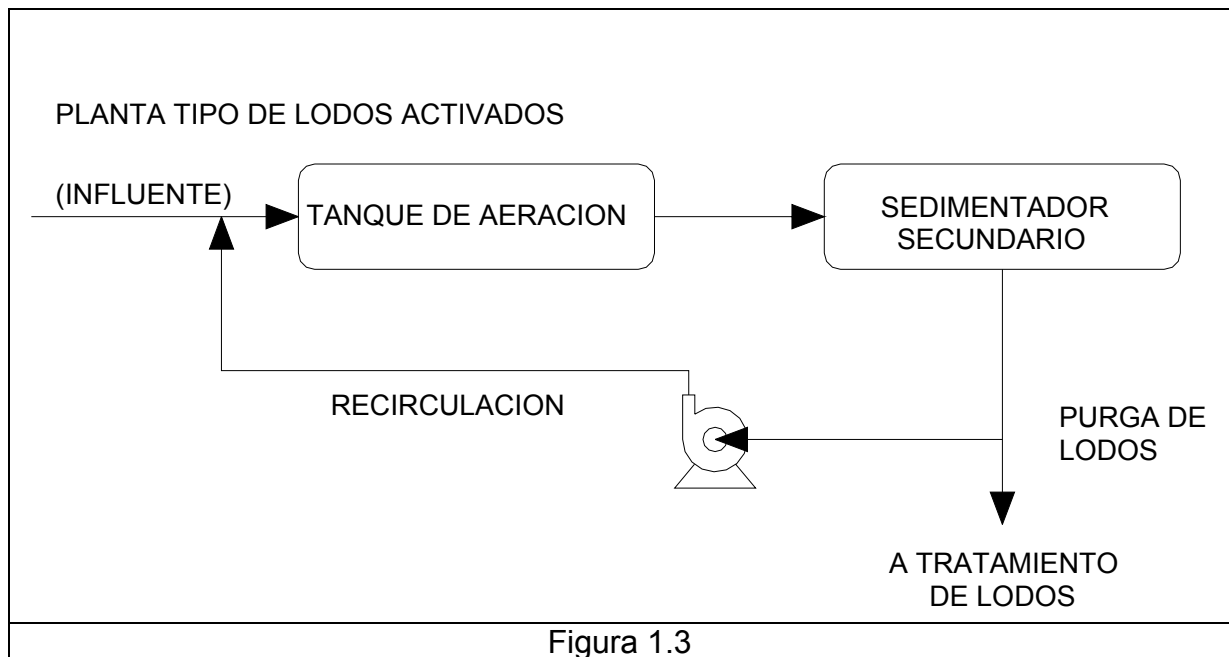 PLANTA TIPO DE LODOS ACTIVADOS
(INFLUENTE)
TANQUE DE AERACION
SEDIMENTADOR
SECUNDARIO
RECIRCULACION
PURGA DE
LODOS
A TRATAMIENTO
DE LODOS
Figura 1.3